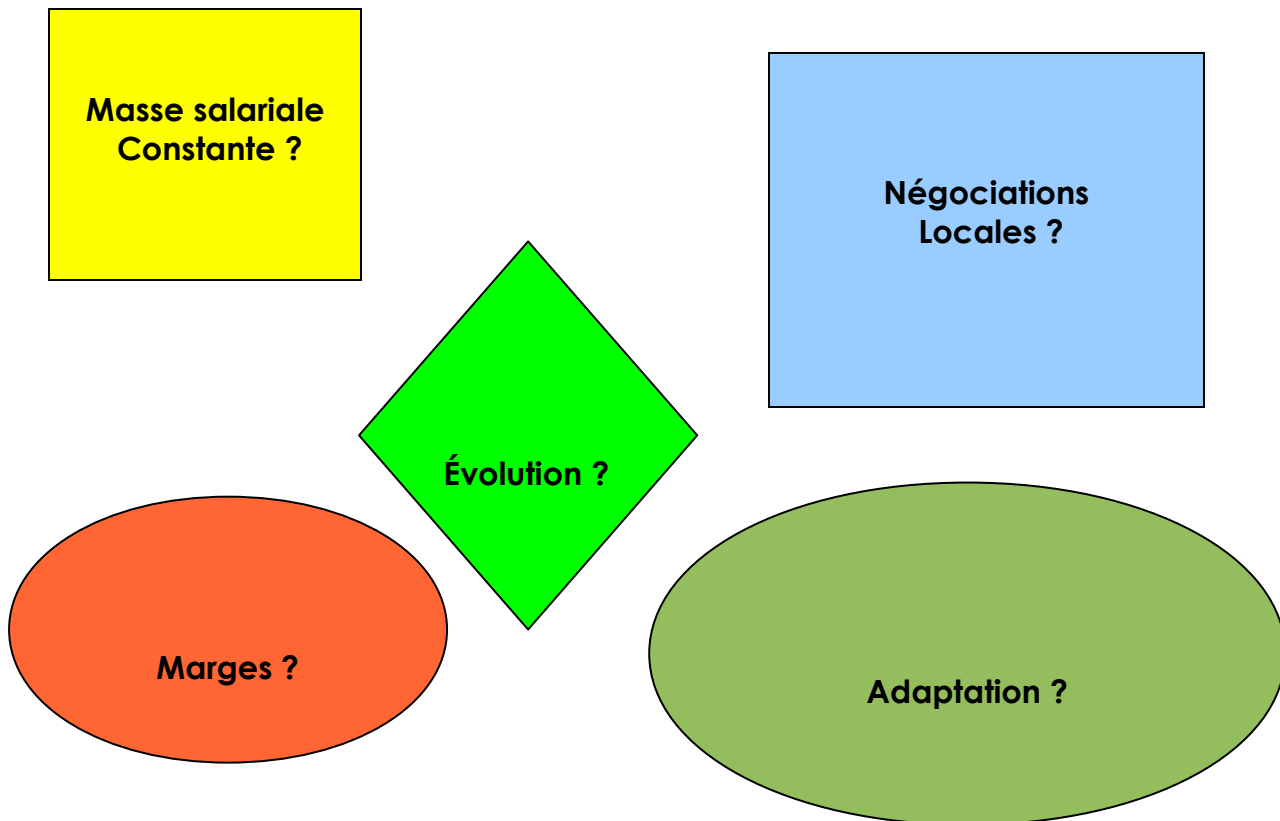 Masse salariale
Constante ?
Négociations
Locales ?
Évolution ?
Marges ?
Adaptation ?